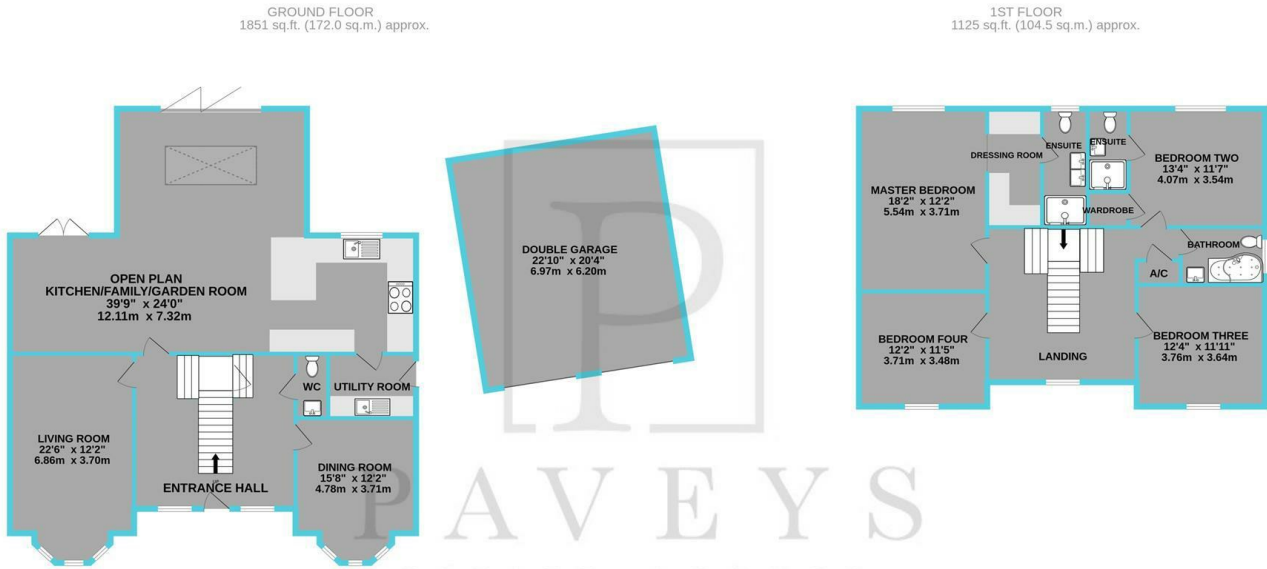 GROUND FLOOR
1851 sq.ft. (172.0 sq.m.) approx.
OPEN PLAN
KITCHEN/FAMILY/GARDEN ROOM
39'9" x 24'0"
12.11m x 7.32m
WC
UTILITY ROOM
LIVING ROOM
22'6" x 12'2"
6.86m x 3.70m
ENTRANCE HALL
DINING ROOM
15'8" x 12'2"
4.78m x 3.71m
DOUBLE GARAGE
22'10" x 20'4"
6.97m x 6.20m
P
PAVEYS
1ST FLOOR
1125 sq.ft. (104.5 sq.m.) approx.
MASTER BEDROOM
18'2" x 12'2"
5.54m x 3.71m
DRESSING ROOM
ENSUITE
ENSUITE
BEDROOM TWO
13'4" x 11'7"
4.07m x 3.54m
WARDROBE
BATHROOM
A/C
BEDROOM FOUR
12'2" x 11'5"
3.71m x 3.48m
LANDING
BEDROOM THREE
12'4" x 11'11"
3.76m x 3.64m